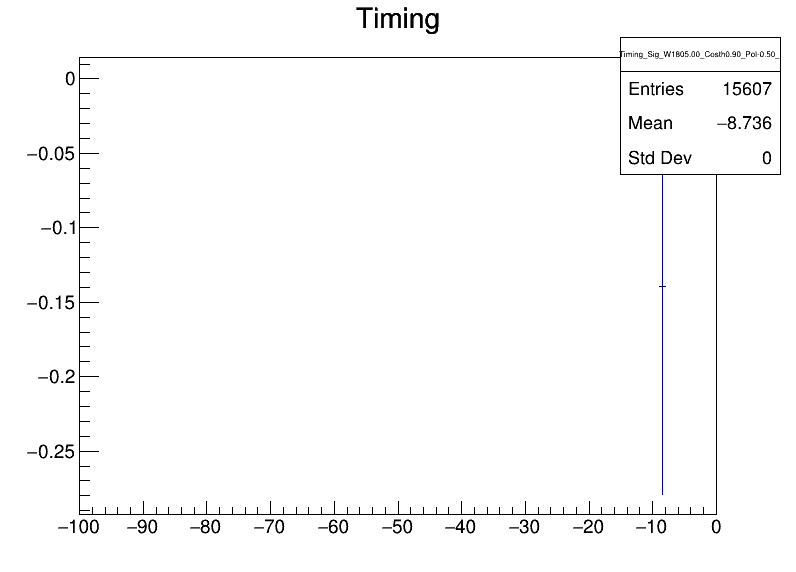 Timing
Timing_Sig_W1805.00_Costh0.90_Pol-0.50_
Entries 15607
Mean −8.736
Std Dev 0
0
−0.05
−0.1
−0.15
−0.2
−0.25
−100 −90 −80 −70 −60 −50 −40 −30 −20 −10 0